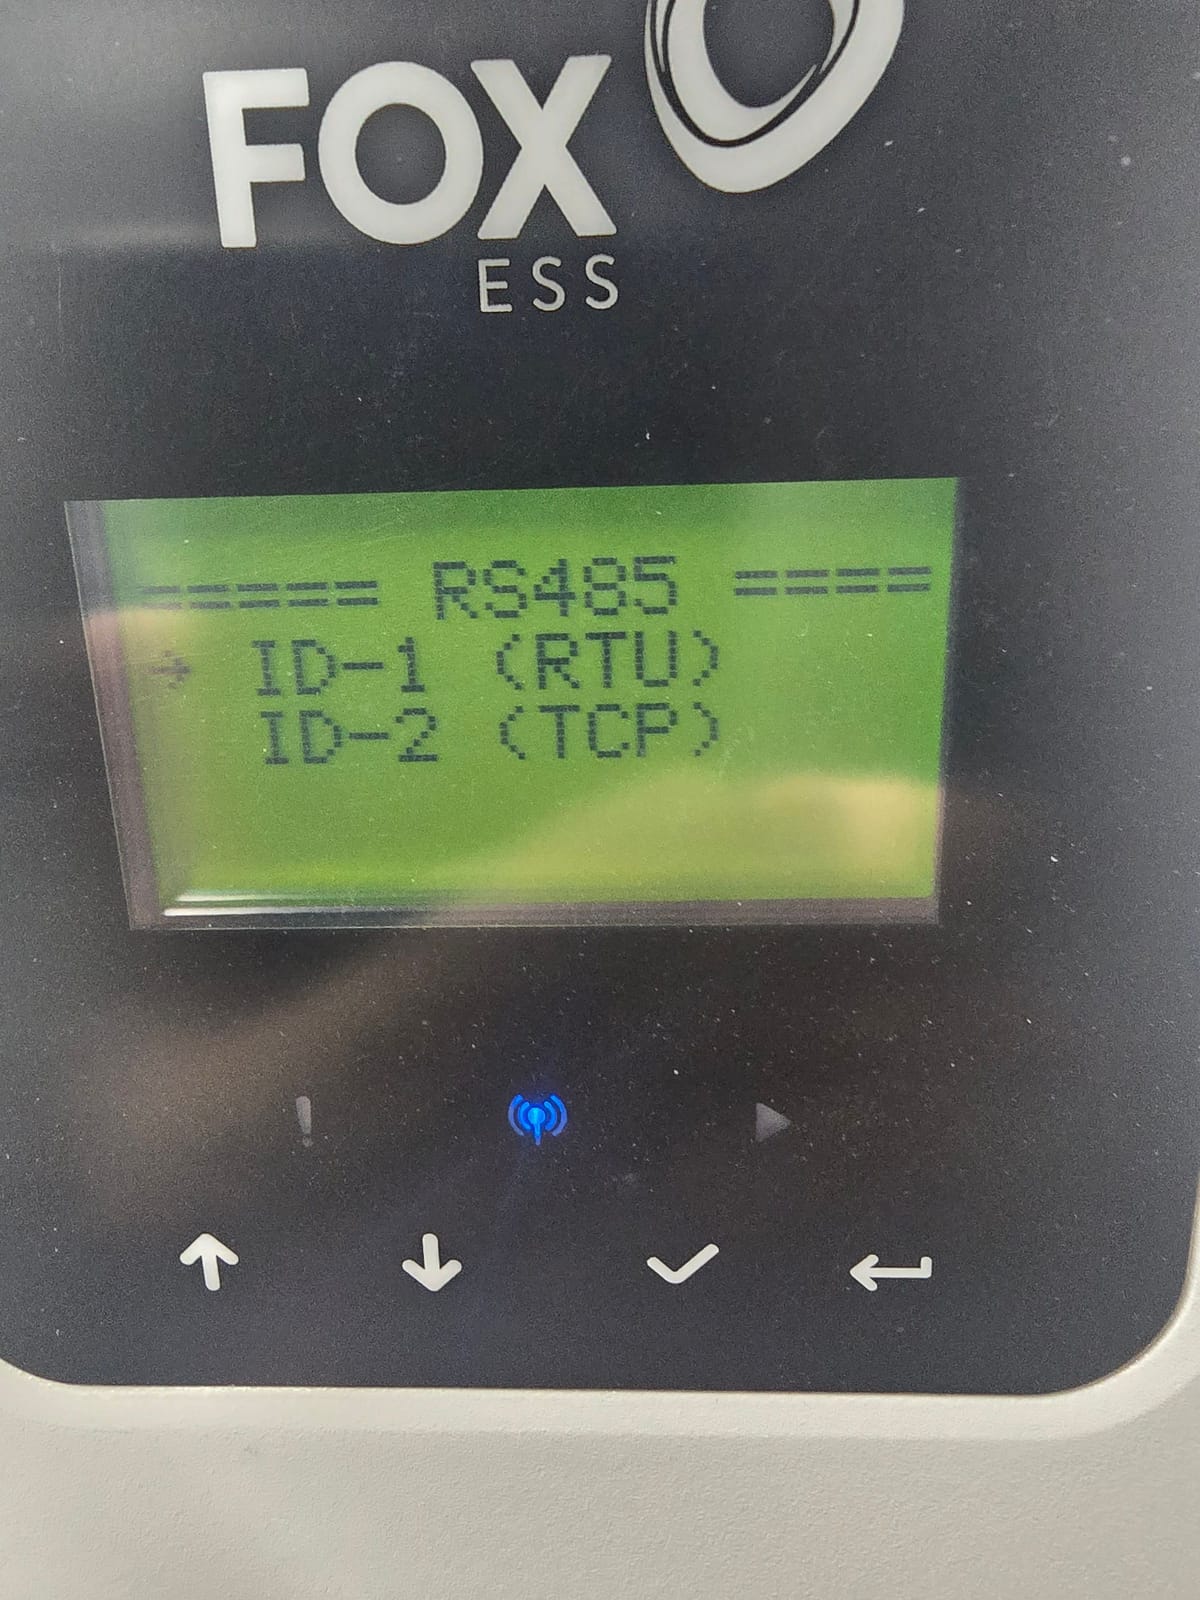 FOX
ESS
===== RS485 ====
→ ID-1 (RTU)
ID-2 (TCP)